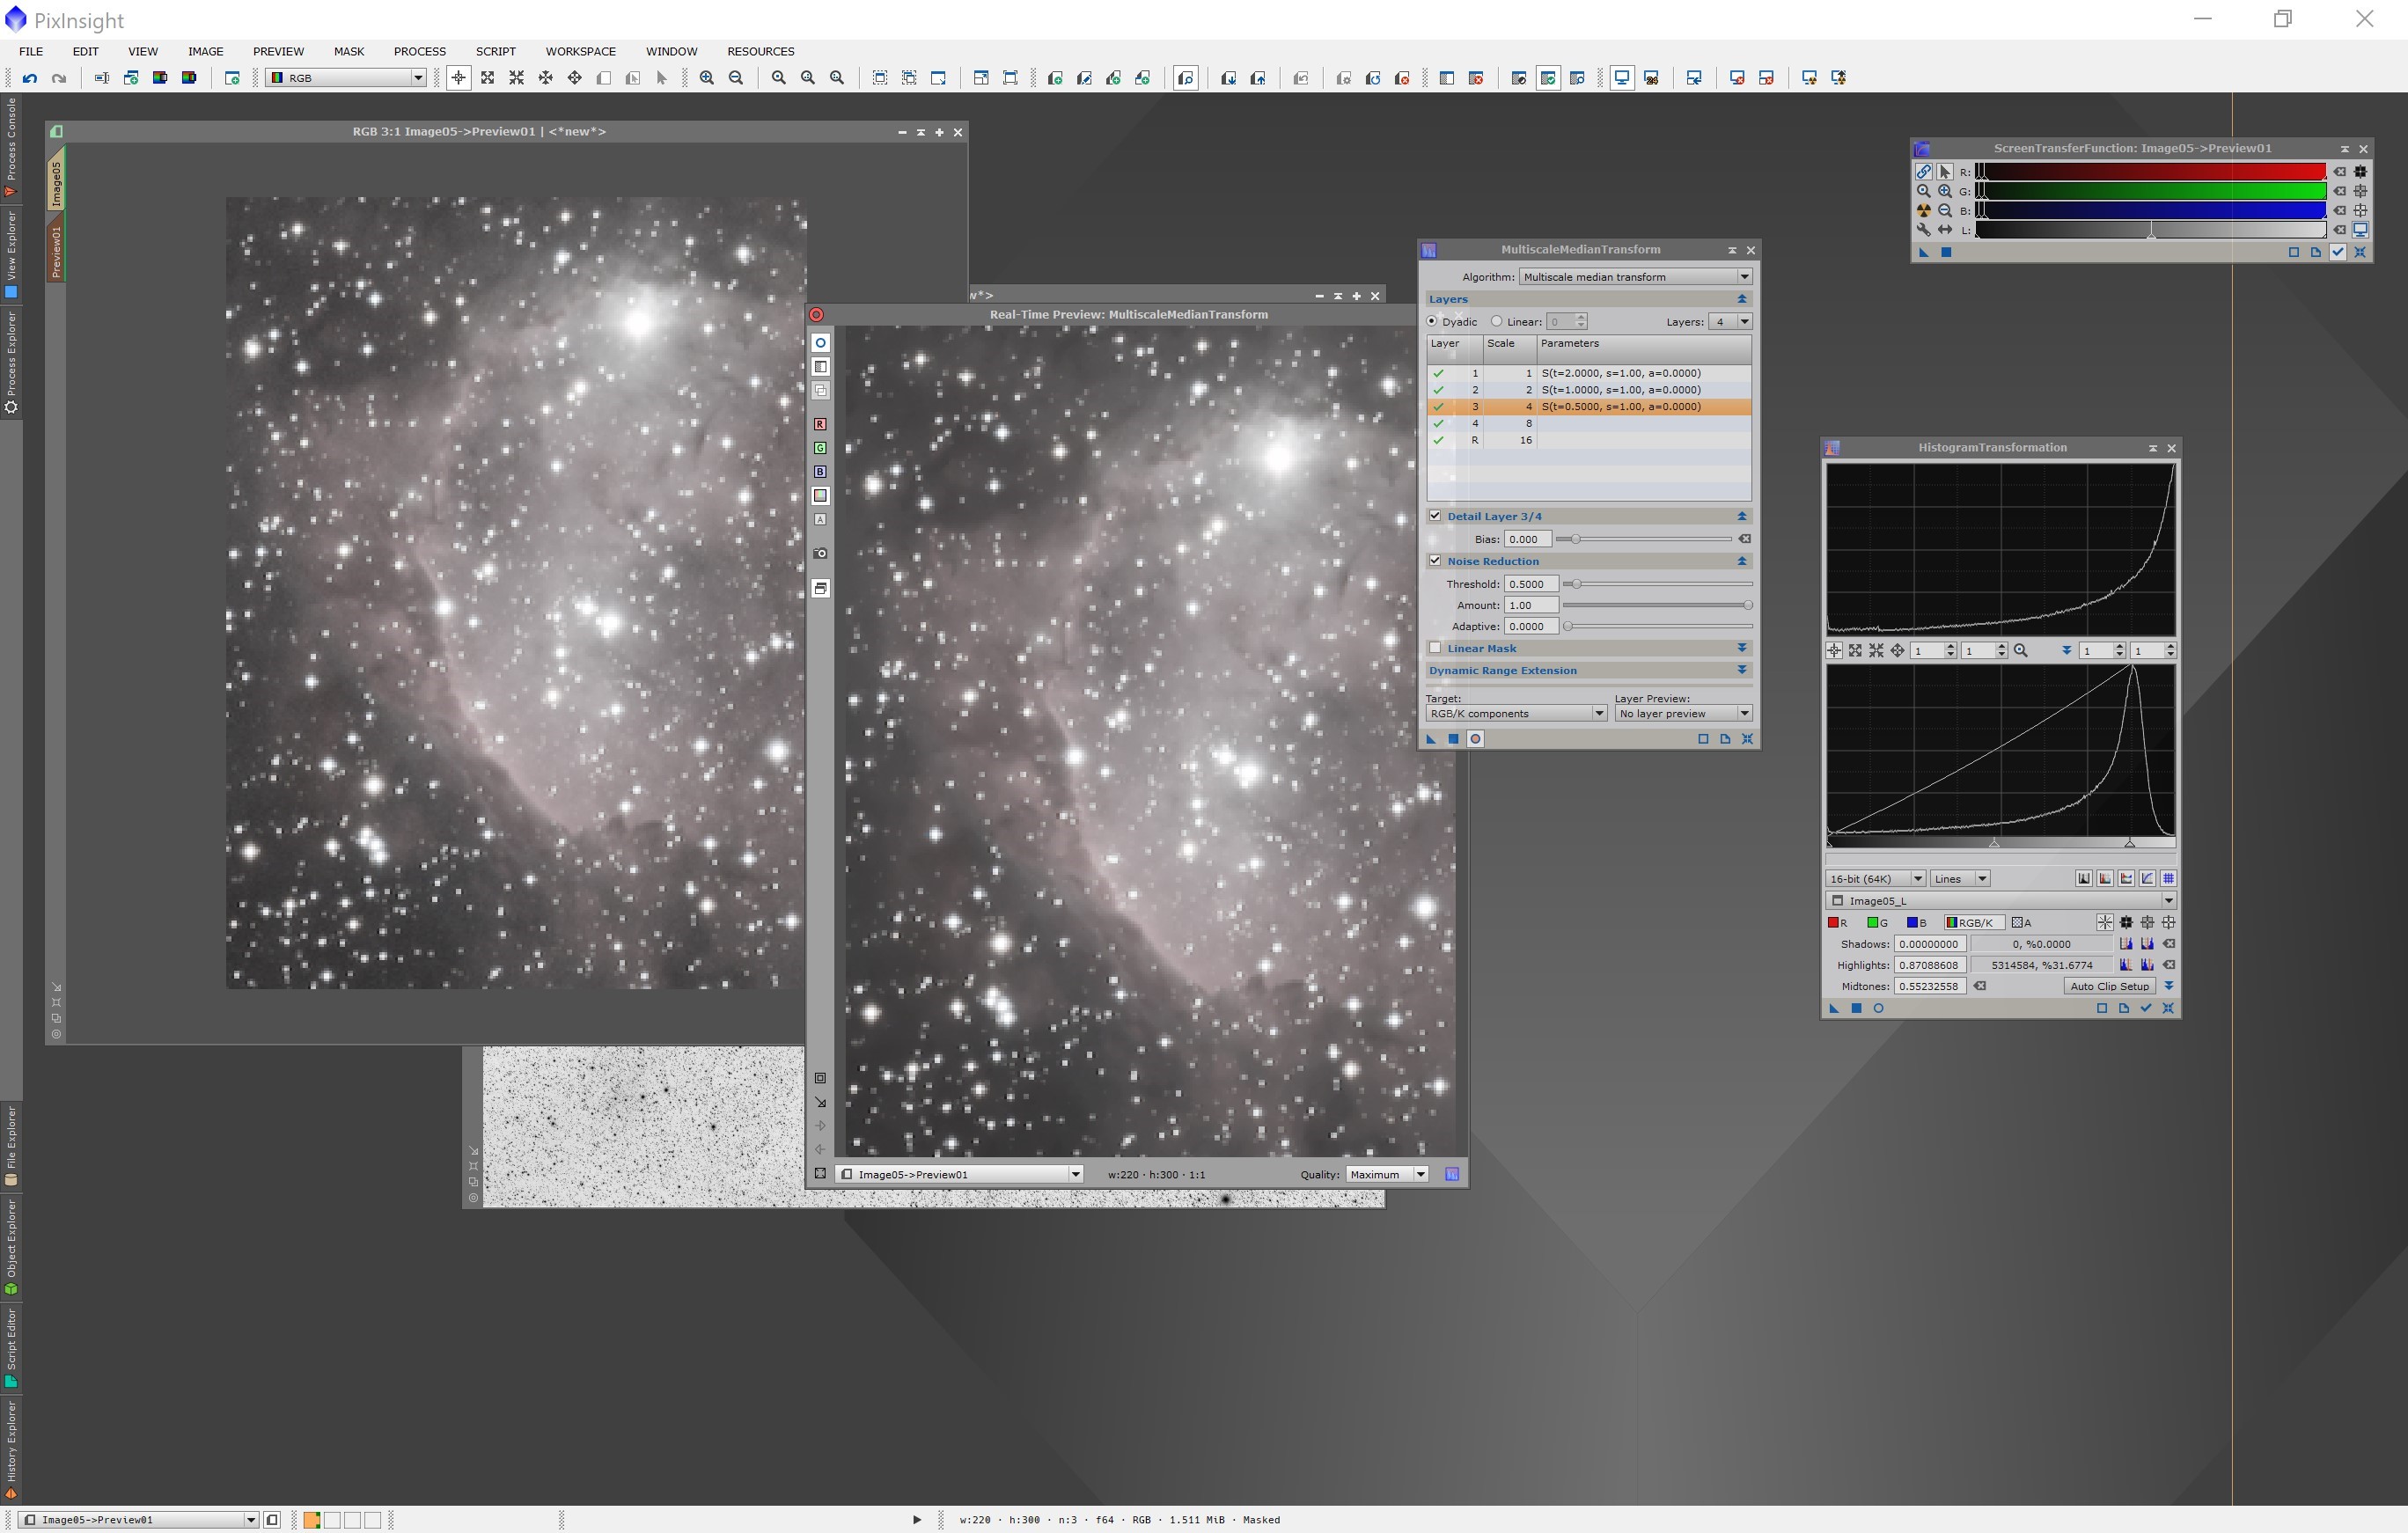 PixInsight
FILE EDIT VIEW IMAGE PREVIEW MASK PROCESS SCRIPT WORKSPACE WINDOW RESOURCES
RGB
Process Console
View Explorer
Process Explorer
File Explorer
Object Explorer
Script Editor
History Explorer
RGB 3:1 Image05->Preview01 | <*new*>
Image05
Preview01
w*>
Real-Time Preview: MultiscaleMedianTransform
R
G
B
A
Image05->Preview01 w:220 · h:300 · 1:1 Quality: Maximum
MultiscaleMedianTransform
Algorithm: Multiscale median transform
Layers
Dyadic Linear: 0 Layers: 4
Layer Scale Parameters
1 1 S(t=2.0000, s=1.00, a=0.0000)
2 2 S(t=1.0000, s=1.00, a=0.0000)
3 4 S(t=0.5000, s=1.00, a=0.0000)
4 8
R 16
Detail Layer 3/4
Bias: 0.000
Noise Reduction
Threshold: 0.5000
Amount: 1.00
Adaptive: 0.0000
Linear Mask
Dynamic Range Extension
Target: Layer Preview:
RGB/K components No layer preview
ScreenTransferFunction: Image05->Preview01
R:
G:
B:
L:
HistogramTransformation
1 1 1 1
16-bit (64K) Lines
Image05_L
R G B RGB/K A
Shadows: 0.00000000 0, %0.0000
Highlights: 0.87088608 5314584, %31.6774
Midtones: 0.55232558 Auto Clip Setup
Image05->Preview01 w:220 · h:300 · n:3 · f64 · RGB · 1.511 MiB · Masked